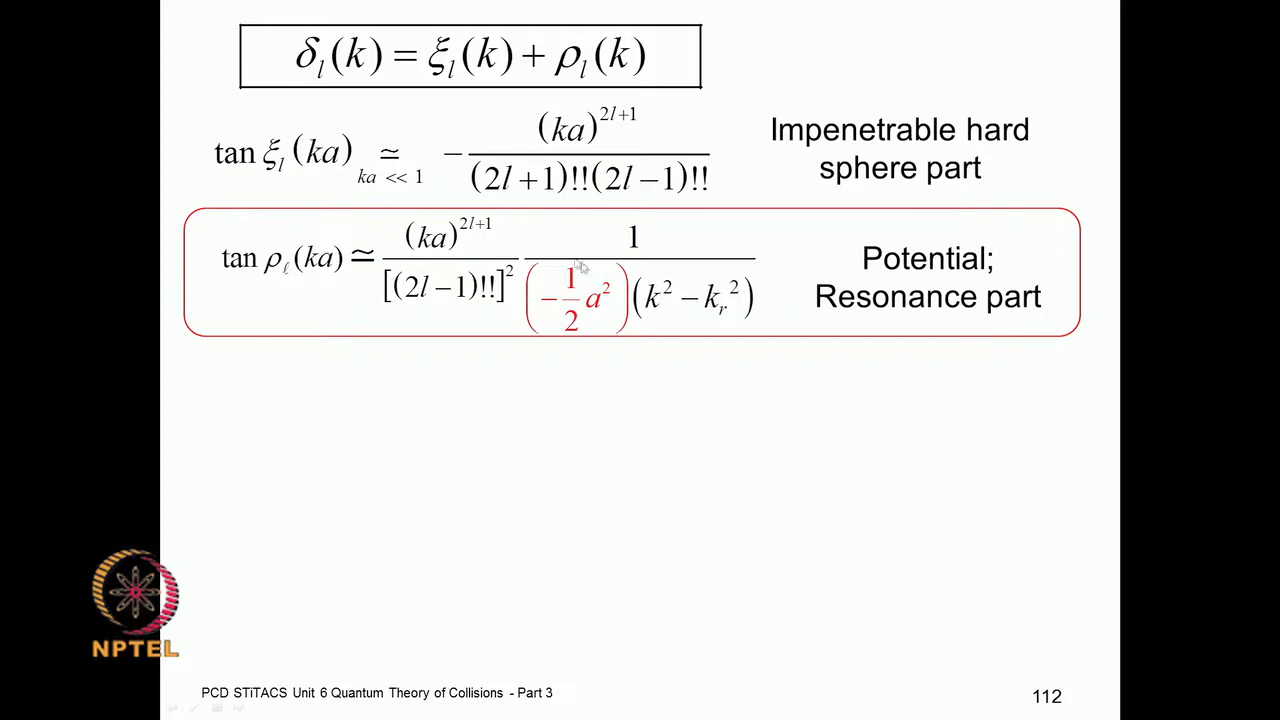 δ_l(k) = ξ_l(k) + ρ_l(k)
tan ξ_l(ka) ≃_{ka << 1} − (ka)^{2l+1} / (2l+1)!!(2l−1)!!
Impenetrable hard
sphere part
tan ρ_ℓ(ka) ≃ (ka)^{2l+1} / [(2l−1)!!]^2 1 / (−1/2 a^2)(k^2 − k_r^2)
Potential;
Resonance part
NPTEL
PCD STiTACS Unit 6 Quantum Theory of Collisions - Part 3
112